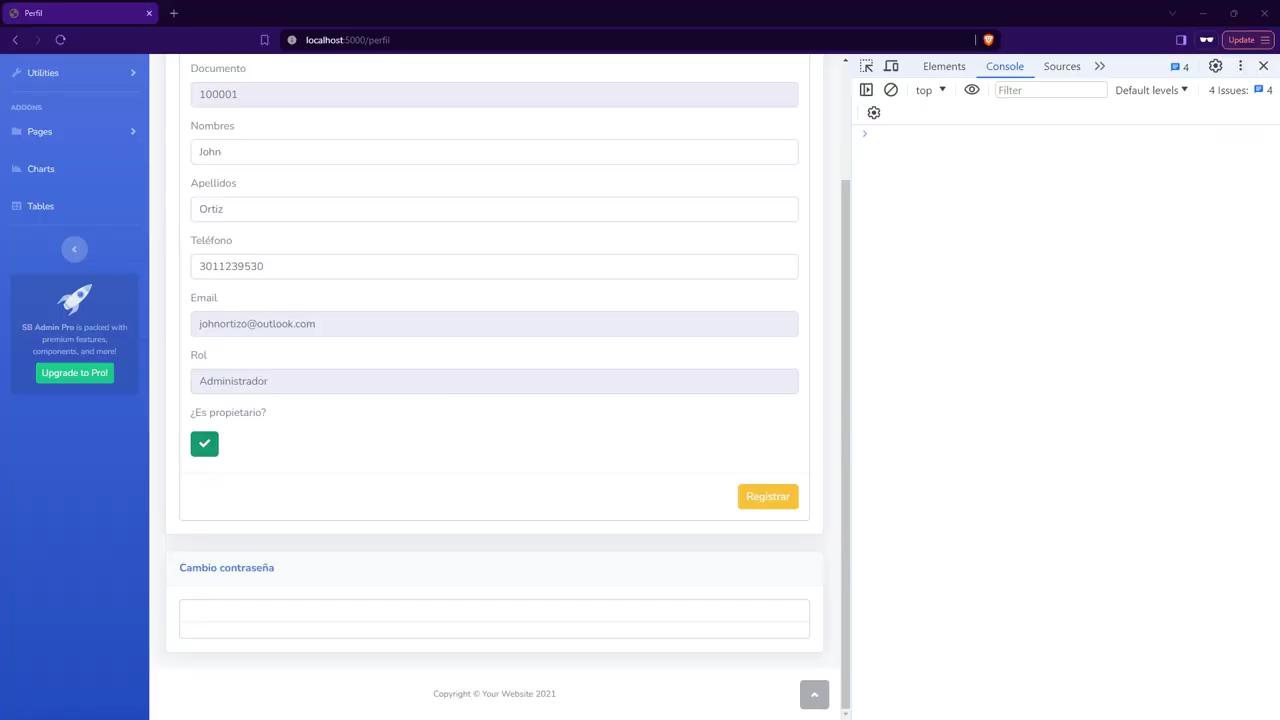 Perfil
localhost:5000/perfil
Update
Utilities
ADDONS
Pages
Charts
Tables
SB Admin Pro is packed with
premium features,
components, and more!
Upgrade to Pro!
Documento
100001
Nombres
John
Apellidos
Ortiz
Teléfono
3011239530
Email
johnortizo@outlook.com
Rol
Administrador
¿Es propietario?
Registrar
Cambio contraseña
Copyright © Your Website 2021
Elements
Console
Sources
4
top
Filter
Default levels
4 Issues:
4